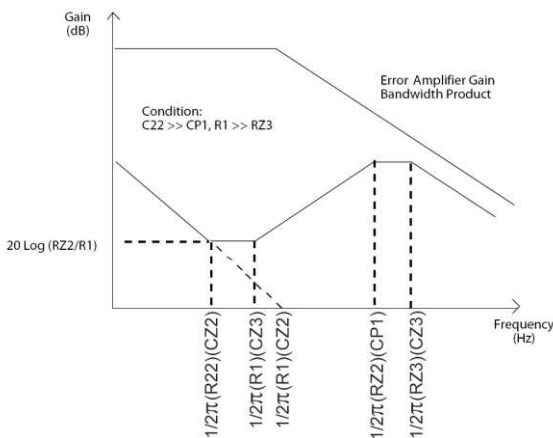 Gain
(dB)
Error Amplifier Gain
Bandwidth Product
Condition:
C22 >> CP1, R1 >> RZ3
20 Log (RZ2/R1)
Frequency
(Hz)
1/2π(R22)(CZ2)
1/2π(R1)(CZ3)
1/2π(R1)(CZ2)
1/2π(RZ2)(CP1)
1/2π(RZ3)(CZ3)